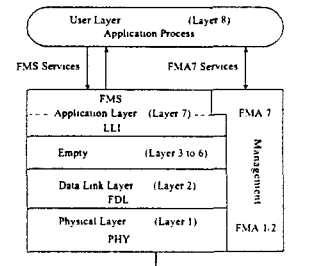 User Layer (Layer 8)
Application Process
FMS Services
FMA7 Services
FMS
Application Layer (Layer 7)
LLI
FMA 7
Empty (Layer 3 to 6)
Management
Data Link Layer (Layer 2)
FDL
Physical Layer (Layer 1)
PHY
FMA 1/2